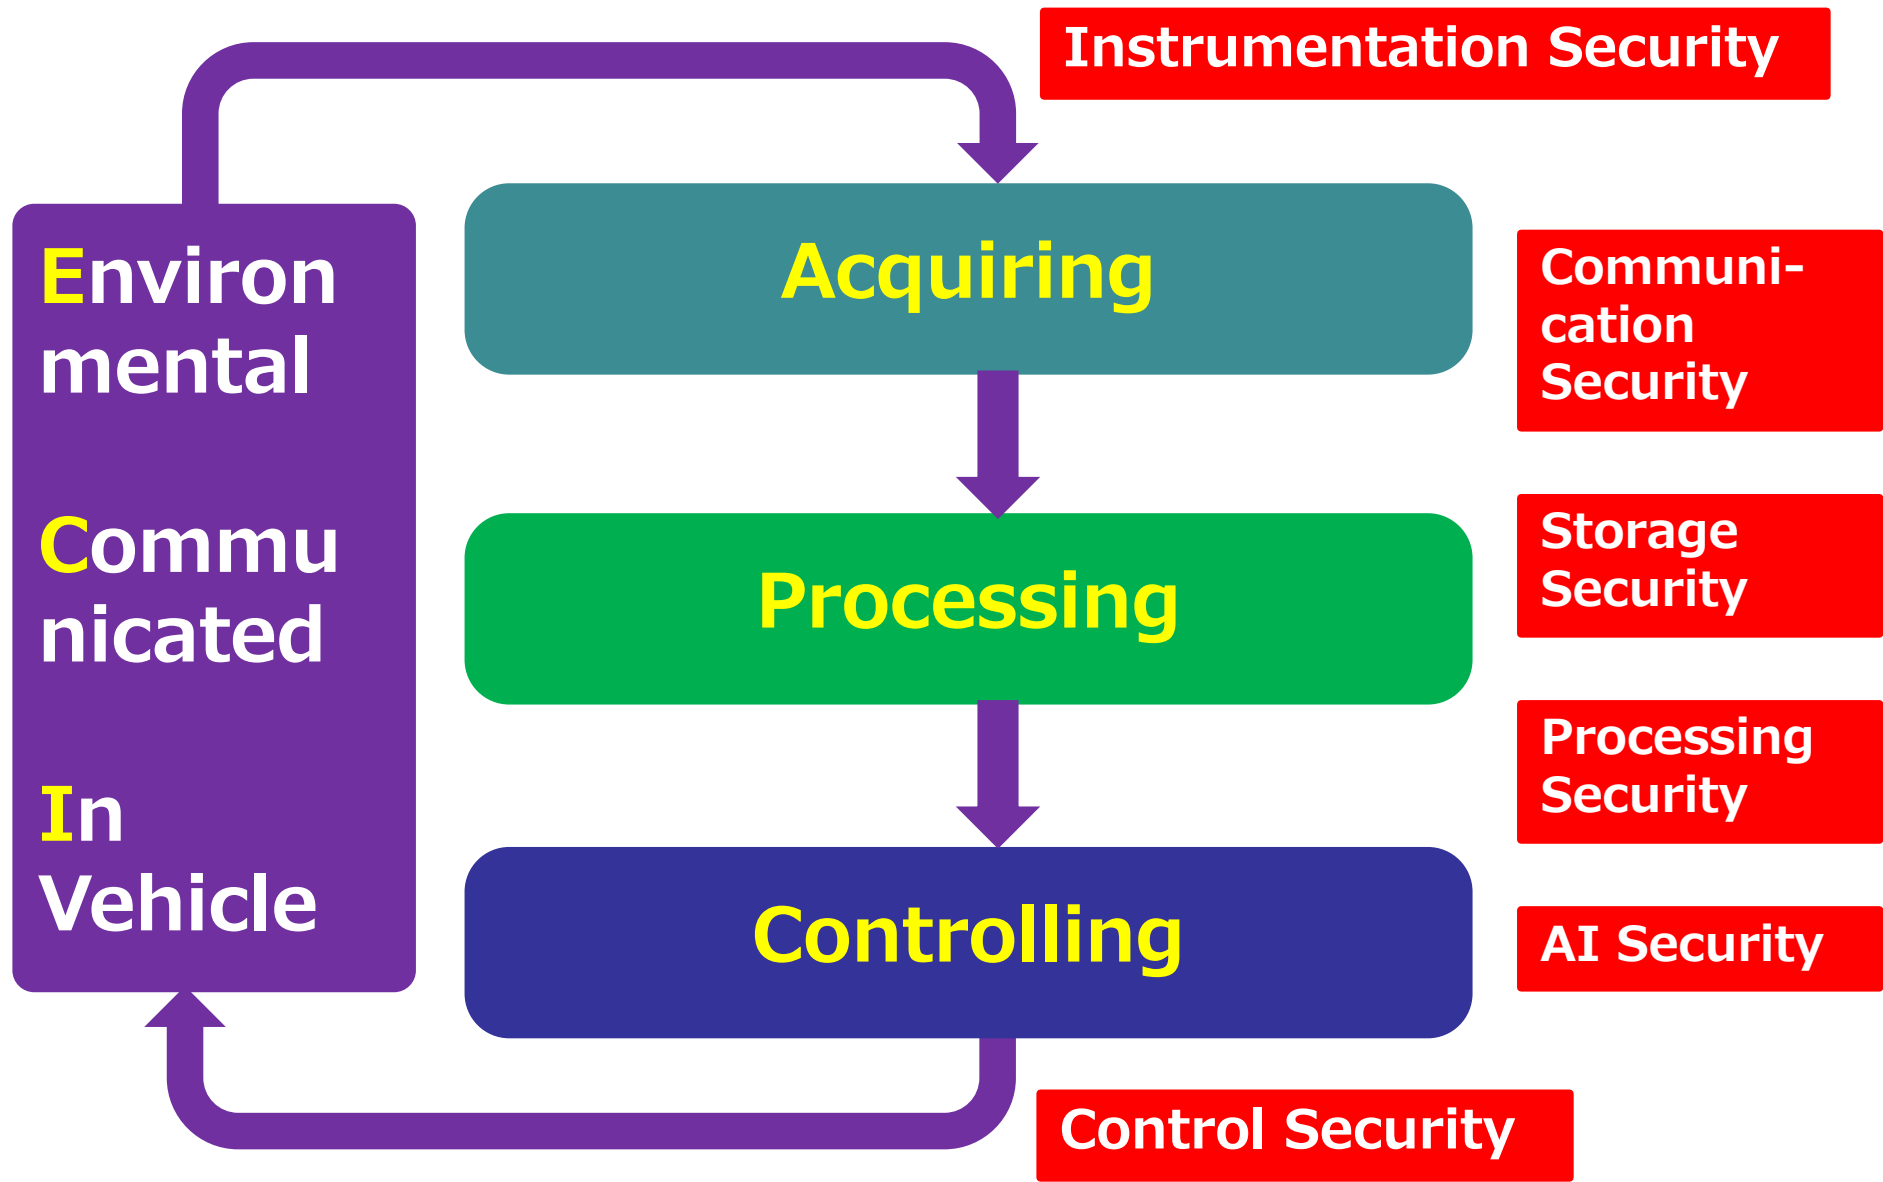 Instrumentation Security
Environ
mental
Commu
nicated
In
Vehicle
Acquiring
Processing
Controlling
Communi-
cation
Security
Storage
Security
Processing
Security
AI Security
Control Security